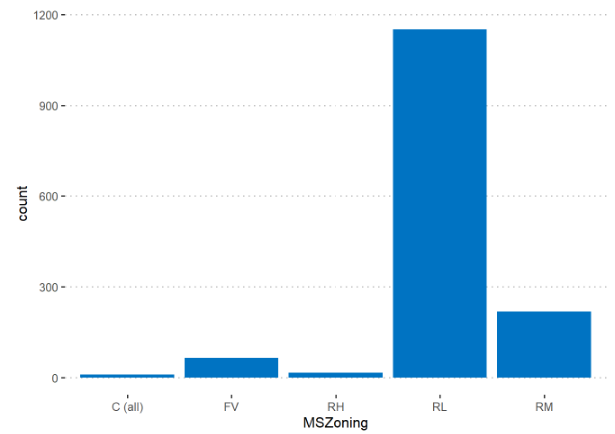 1200
900
600
300
0
count
C (all) FV RH RL RM
MSZoning